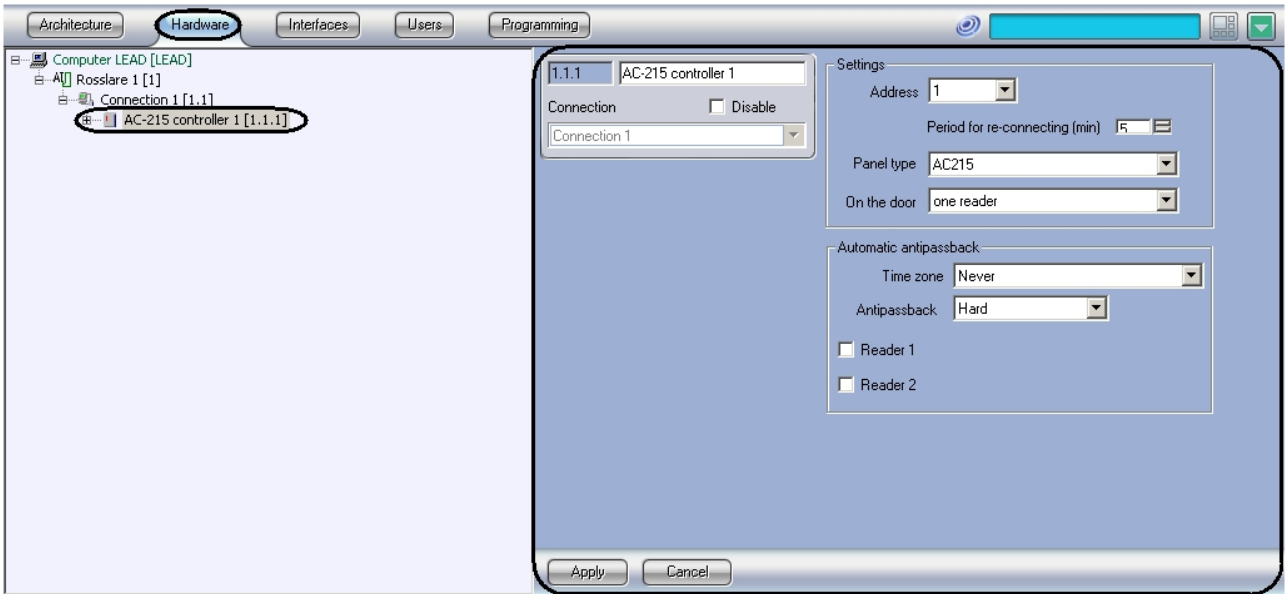 Architecture Hardware Interfaces Users Programming
Computer LEAD [LEAD]
Rosslare 1 [1]
Connection 1 [1.1]
AC-215 controller 1 [1.1.1]
1.1.1 AC-215 controller 1
Connection Disable
Connection 1
Settings
Address 1
Period for re-connecting (min) 5
Panel type AC215
On the door one reader
Automatic antipassback
Time zone Never
Antipassback Hard
Reader 1
Reader 2
Apply Cancel